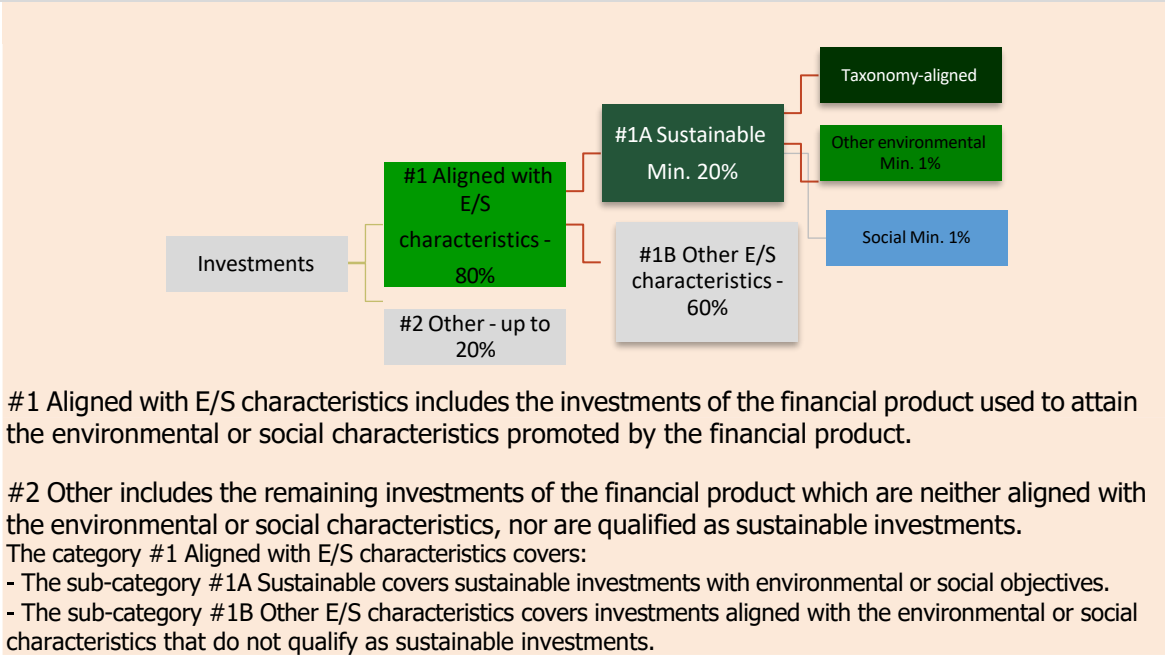 Taxonomy-aligned
#1A Sustainable
Min. 20%
Other environmental
Min. 1%
#1 Aligned with
E/S
characteristics -
80%
Social Min. 1%
Investments
#1B Other E/S
characteristics -
60%
#2 Other - up to
20%
#1 Aligned with E/S characteristics includes the investments of the financial product used to attain
the environmental or social characteristics promoted by the financial product.
#2 Other includes the remaining investments of the financial product which are neither aligned with
the environmental or social characteristics, nor are qualified as sustainable investments.
The category #1 Aligned with E/S characteristics covers:
- The sub-category #1A Sustainable covers sustainable investments with environmental or social objectives.
- The sub-category #1B Other E/S characteristics covers investments aligned with the environmental or social
characteristics that do not qualify as sustainable investments.